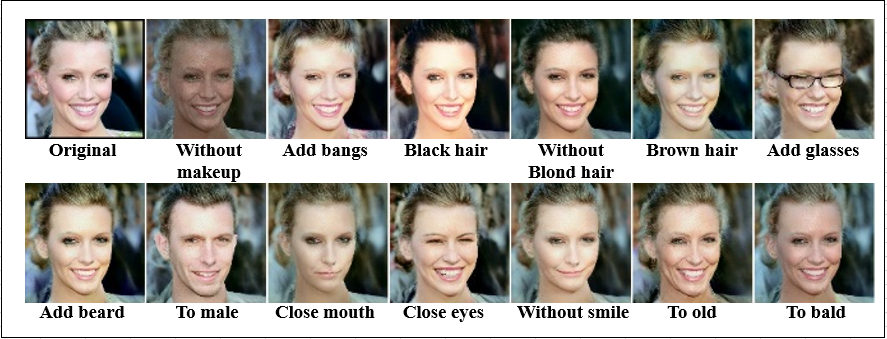 Original
Without
makeup
Add bangs
Black hair
Without
Blond hair
Brown hair
Add glasses
Add beard
To male
Close mouth
Close eyes
Without smile
To old
To bald